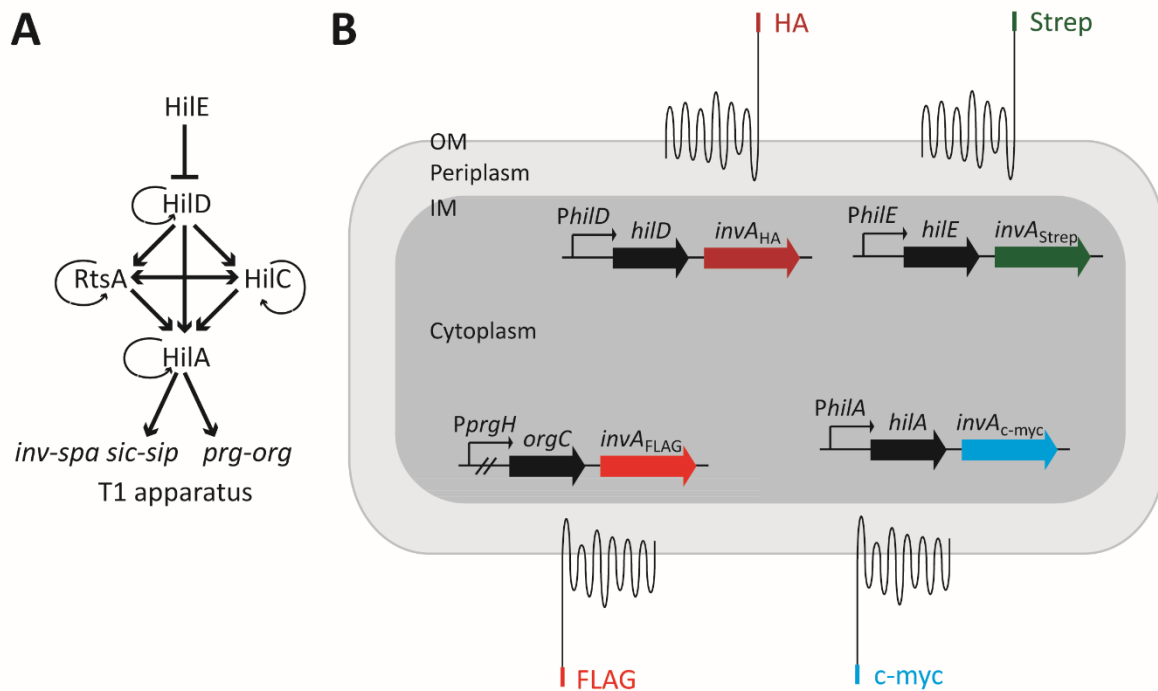 A
HilE
HilD
RtsA
HilC
HilA
inv-spa sic-sip prg-org
T1 apparatus
B
HA
Strep
OM
Periplasm
IM
PhilD hilD invAHA
PhilE hilE invAStrep
Cytoplasm
PprgH orgC invAFLAG
PhilA hilA invAc-myc
FLAG
c-myc